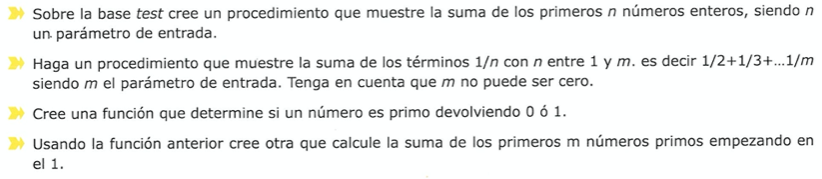 Sobre la base test cree un procedimiento que muestre la suma de los primeros n números enteros, siendo n
un parámetro de entrada.
Haga un procedimiento que muestre la suma de los términos 1/n con n entre 1 y m. es decir 1/2+1/3+...1/m
siendo m el parámetro de entrada. Tenga en cuenta que m no puede ser cero.
Cree una función que determine si un número es primo devolviendo 0 ó 1.
Usando la función anterior cree otra que calcule la suma de los primeros m números primos empezando en
el 1.